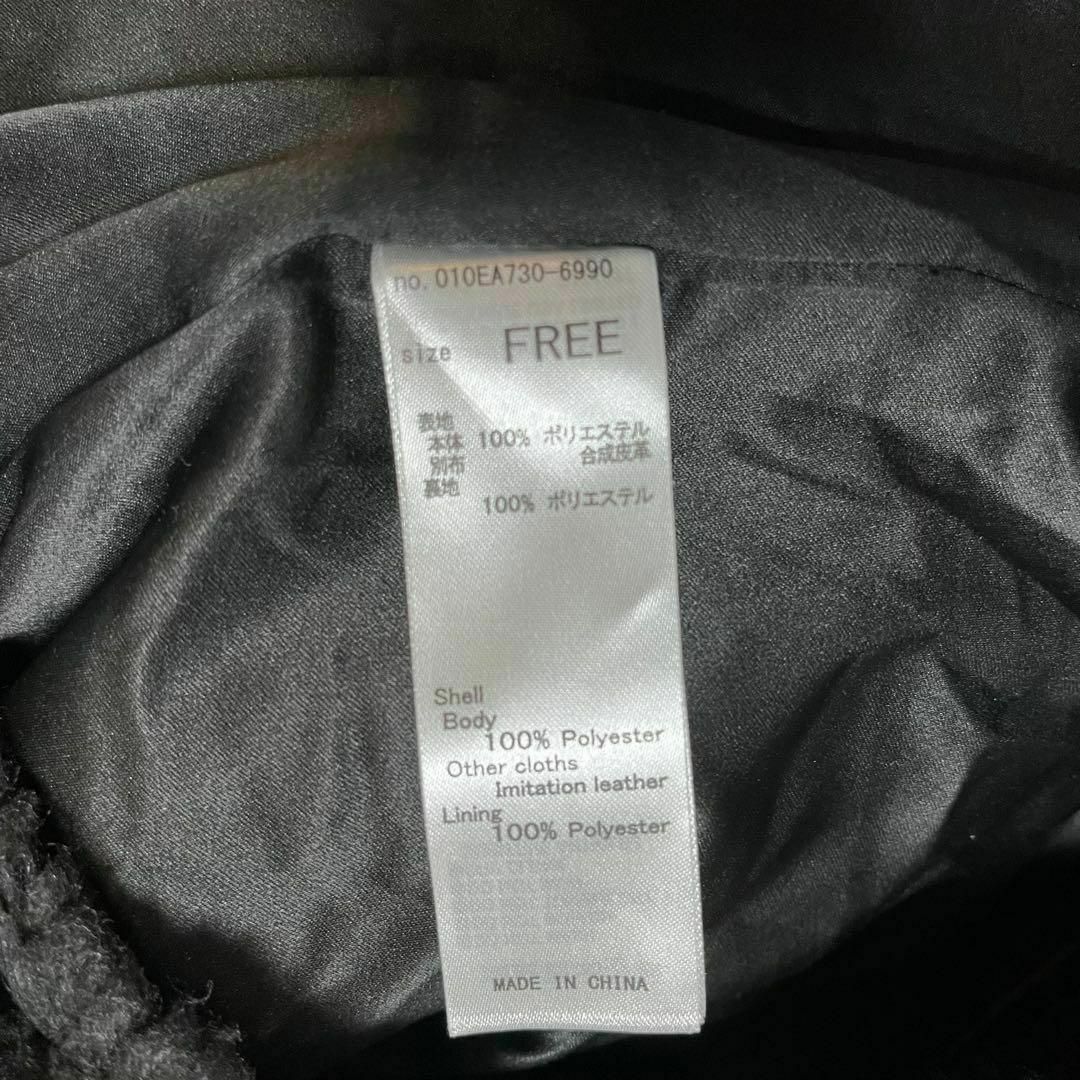 no.010EA730-6990
size FREE
表地
本体 100% ポリエステル
別布 合成皮革
裏地
100% ポリエステル
Shell
Body
100% Polyester
Other cloths
Imitation leather
Lining
100% Polyester
MADE IN CHINA